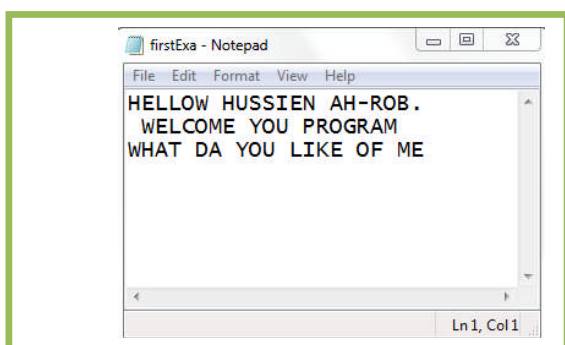 firstExa - Notepad
File Edit Format View Help
HELLOW HUSSIEN AH-ROB.
WELCOME YOU PROGRAM
WHAT DA YOU LIKE OF ME
Ln 1, Col 1